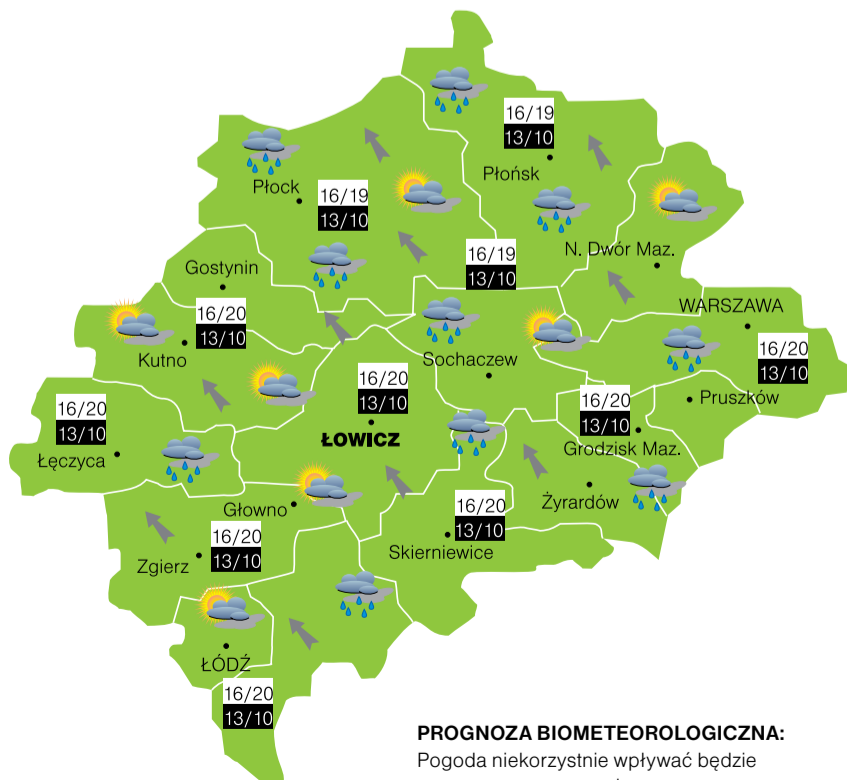 16/19
13/10
Płońsk
Płock
16/19
13/10
16/19
13/10
N. Dwór Maz.
Gostynin
WARSZAWA
16/20
13/10
Kutno
Sochaczew
16/20
13/10
16/20
13/10
Pruszków
16/20
13/10
ŁOWICZ
16/20
13/10
Grodzisk Maz.
Łęczyca
Żyrardów
Głowno
16/20
13/10
Skierniewice
16/20
13/10
Zgierz
ŁÓDŹ
16/20
13/10
PROGNOZA BIOMETEOROLOGICZNA:
Pogoda niekorzystnie wpływać będzie